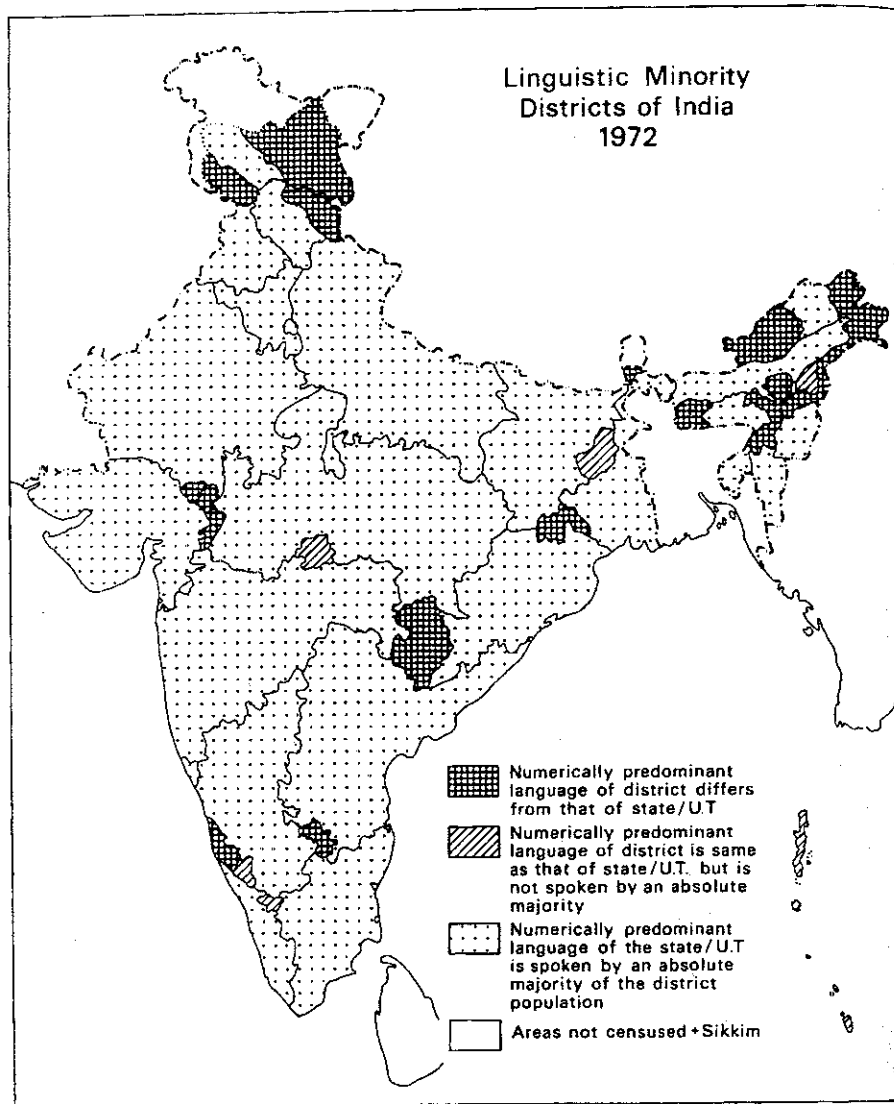 Linguistic Minority
Districts of India
1972
Numerically predominant
language of district differs
from that of state/U.T
Numerically predominant
language of district is same
as that of state/U.T. but is
not spoken by an absolute
majority
Numerically predominant
language of the state/U.T
is spoken by an absolute
majority of the district
population
Areas not censused + Sikkim